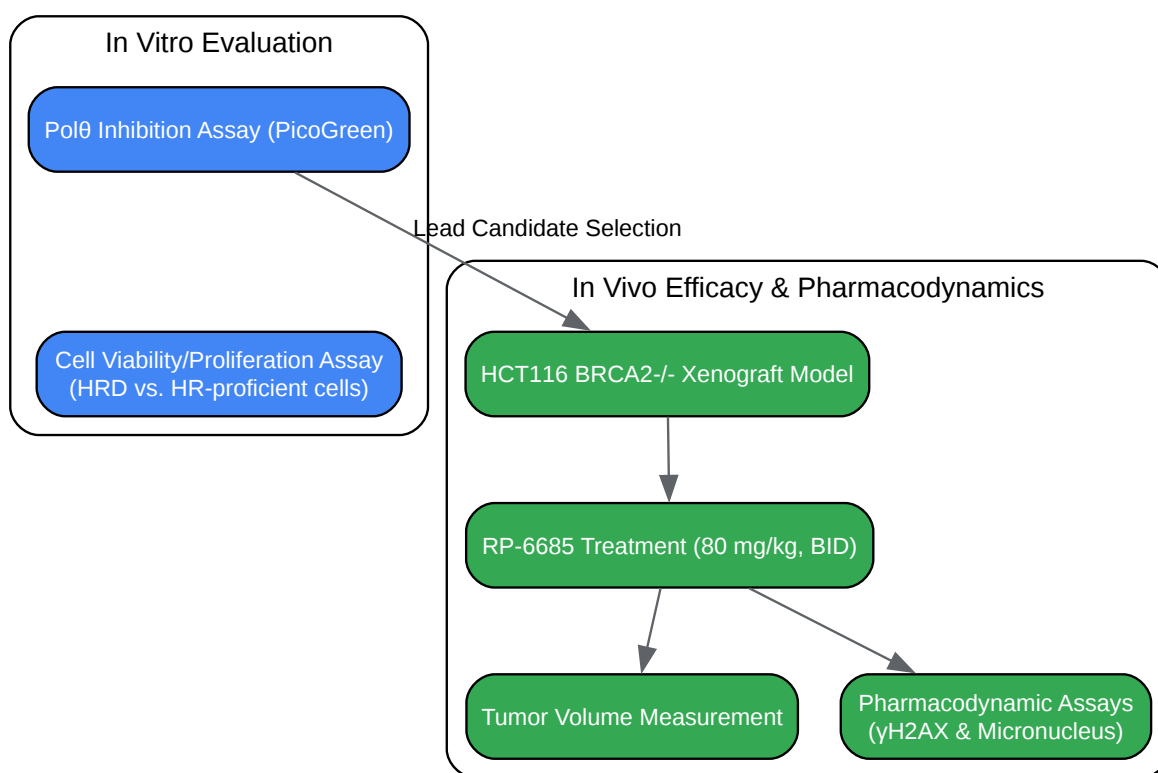 In Vitro Evaluation
Polθ Inhibition Assay (PicoGreen)
Cell Viability/Proliferation Assay
(HRD vs. HR-proficient cells)
Lead Candidate Selection
In Vivo Efficacy & Pharmacodynamics
HCT116 BRCA2-/- Xenograft Model
RP-6685 Treatment (80 mg/kg, BID)
Tumor Volume Measurement
Pharmacodynamic Assays
(γH2AX & Micronucleus)